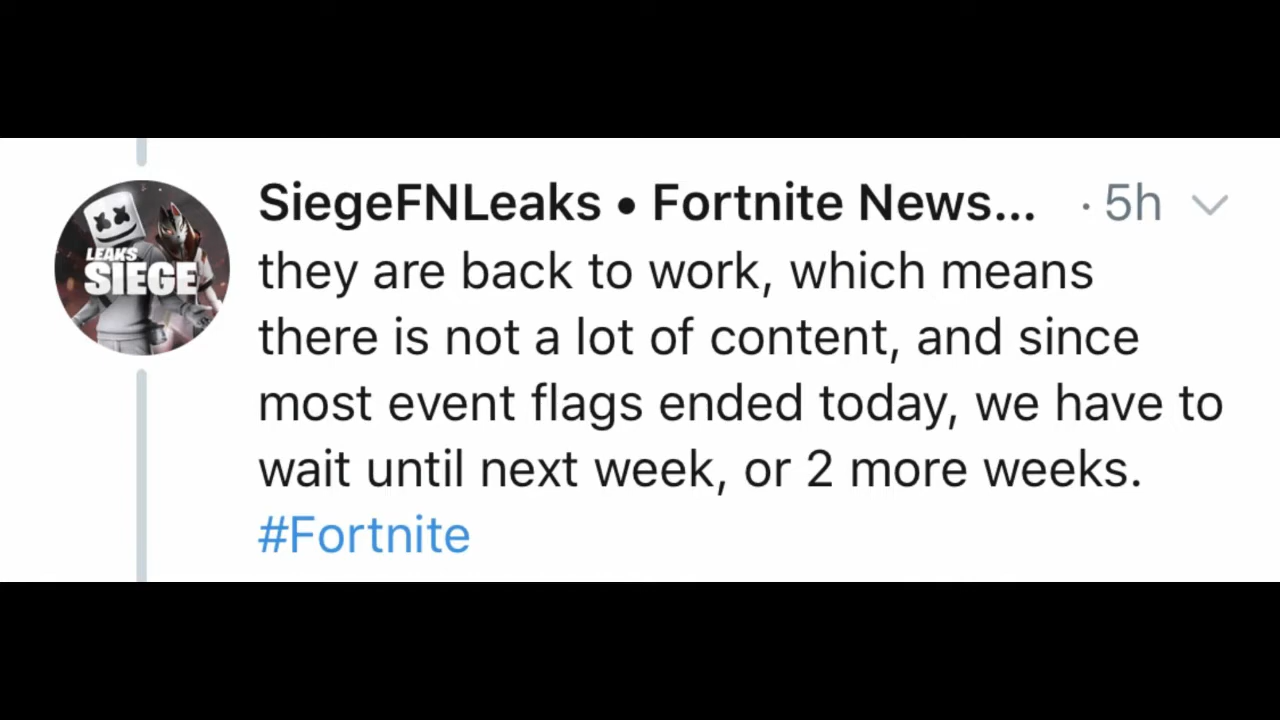 SiegeFNLeaks • Fortnite News... · 5h
they are back to work, which means
there is not a lot of content, and since
most event flags ended today, we have to
wait until next week, or 2 more weeks.
#Fortnite
LEAKS
SIEGE